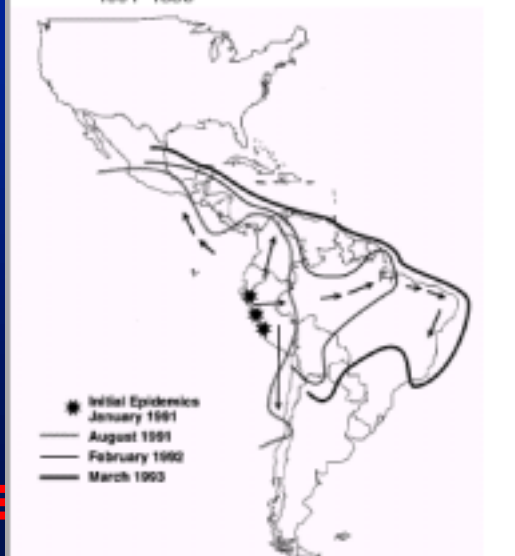 Initial Epidemics
January 1991
August 1991
February 1992
March 1993